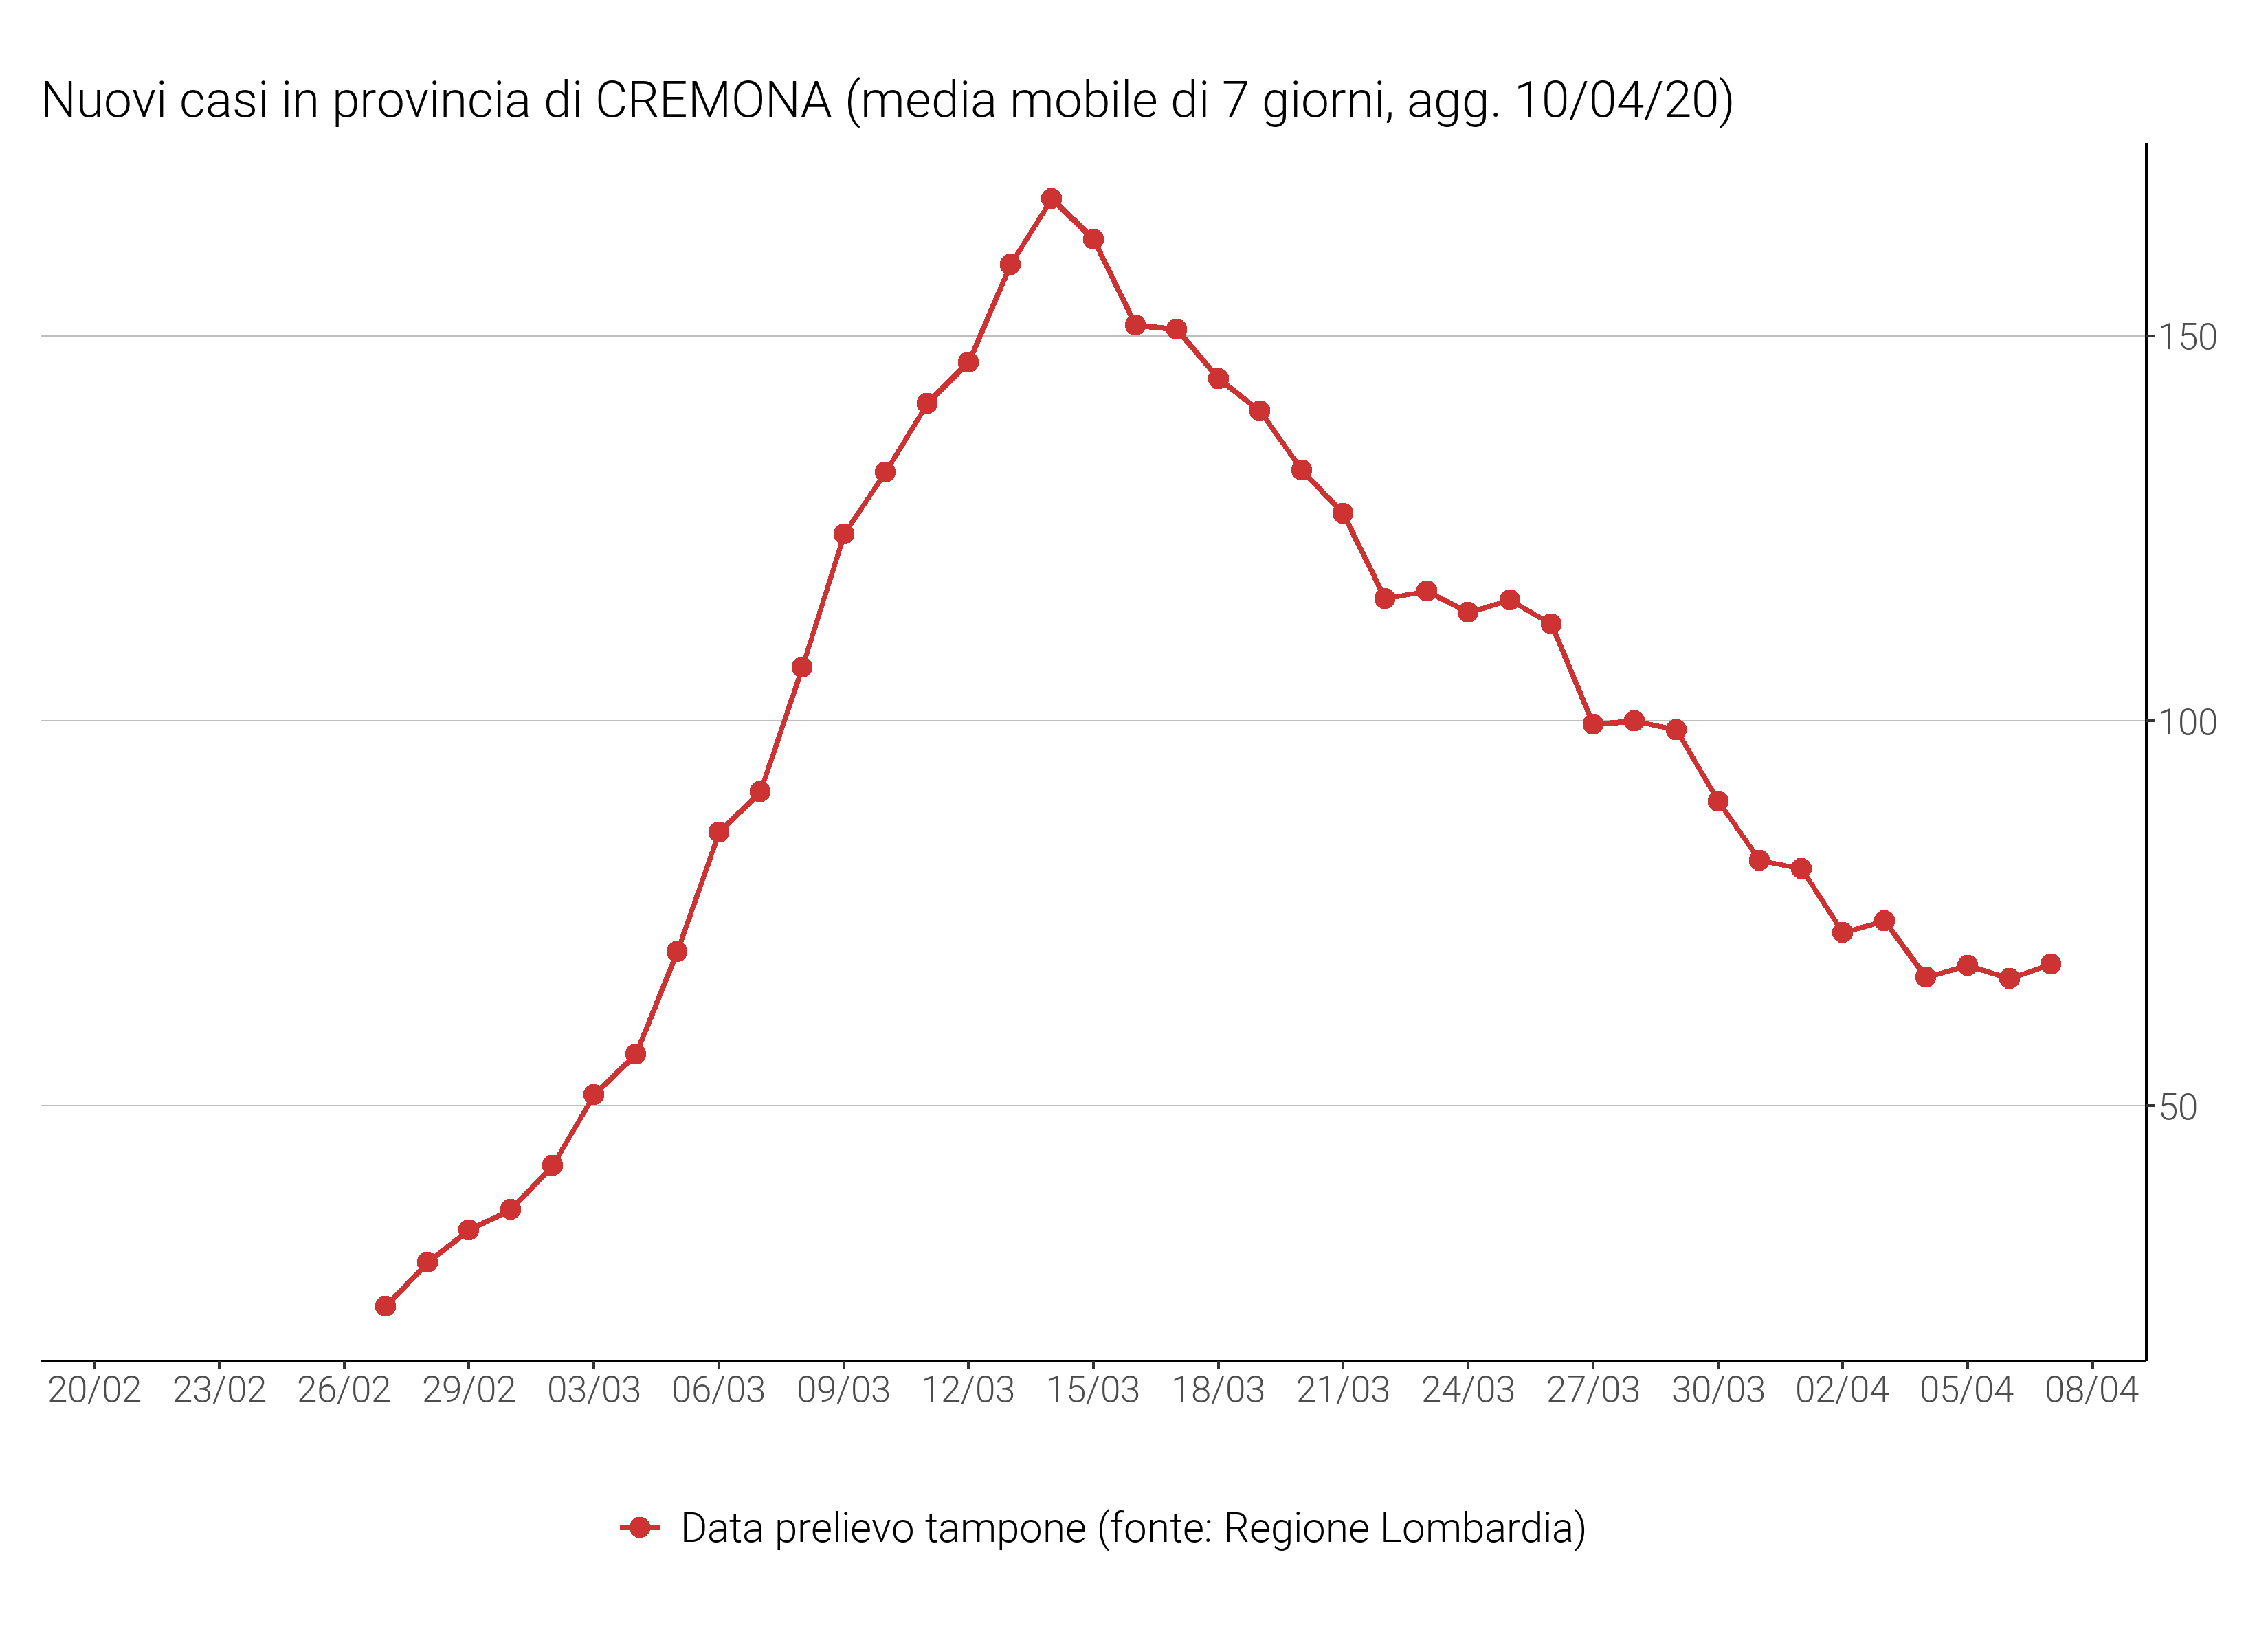 Nuovi casi in provincia di CREMONA (media mobile di 7 giorni, agg. 10/04/20)
150
100
50
20/02 23/02 26/02 29/02 03/03 06/03 09/03 12/03 15/03 18/03 21/03 24/03 27/03 30/03 02/04 05/04 08/04
Data prelievo tampone (fonte: Regione Lombardia)